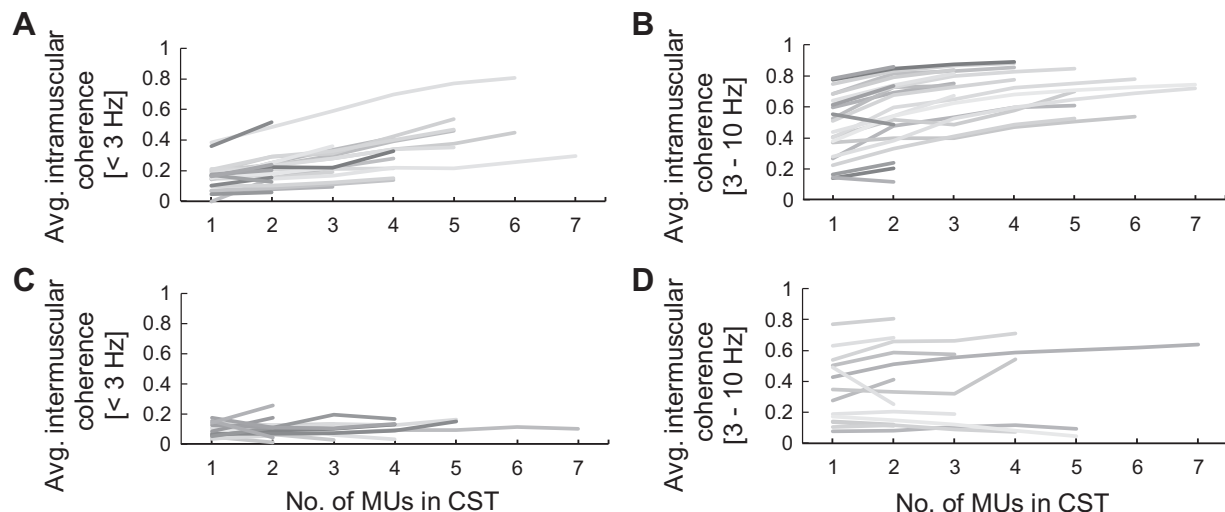 A
Avg. intramuscular
coherence
[< 3 Hz]
1
0.8
0.6
0.4
0.2
0
1 2 3 4 5 6 7
B
Avg. intramuscular
coherence
[3 - 10 Hz]
1
0.8
0.6
0.4
0.2
0
1 2 3 4 5 6 7
C
Avg. intermuscular
coherence
[< 3 Hz]
1
0.8
0.6
0.4
0.2
0
1 2 3 4 5 6 7
No. of MUs in CST
D
Avg. intermuscular
coherence
[3 - 10 Hz]
1
0.8
0.6
0.4
0.2
0
1 2 3 4 5 6 7
No. of MUs in CST